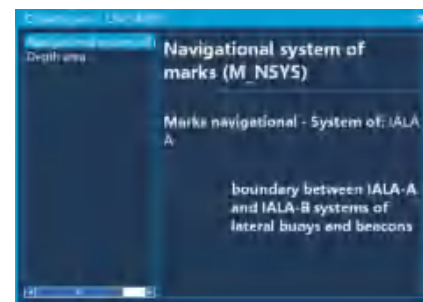 Depth area
Navigational system of
marks (M_NSYS)
Marks navigational - System of: IALA
A
boundary between IALA-A
and IALA-B systems of
lateral buoys and beacons